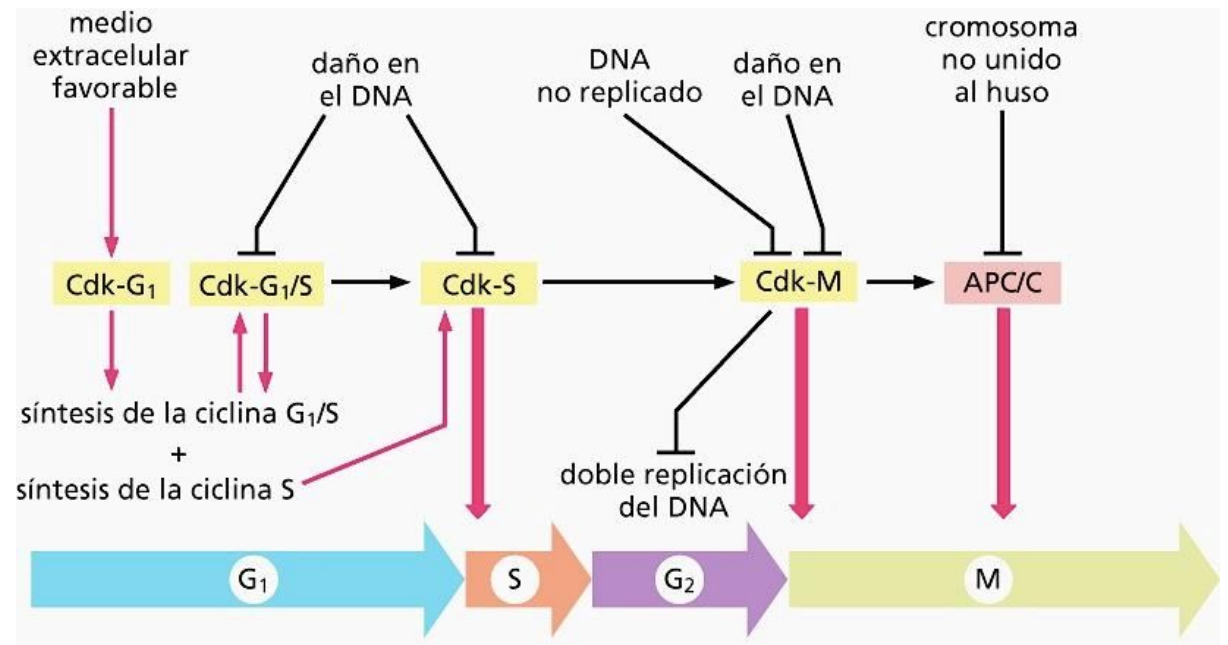 medio
extracelular
favorable
daño en
el DNA
DNA
no replicado
daño en
el DNA
cromosoma
no unido
al huso
Cdk-G₁
Cdk-G₁/S
Cdk-S
Cdk-M
APC/C
síntesis de la ciclina G₁/S
+
síntesis de la ciclina S
doble replicación
del DNA
G₁
S
G₂
M